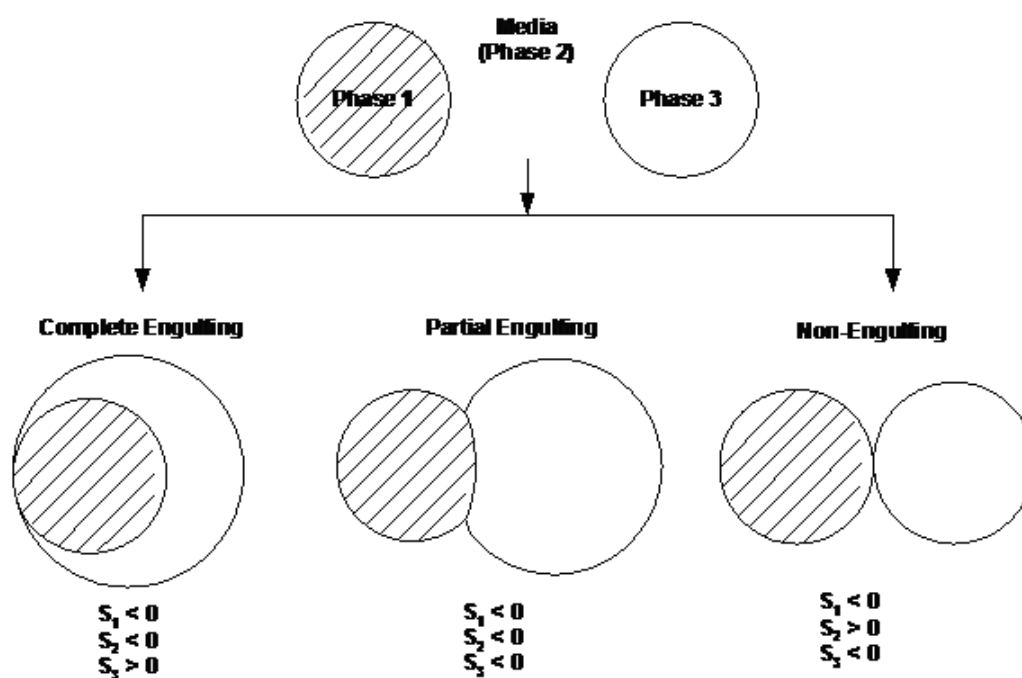 Media
(Phase 2)
Phase 1
Phase 3
Complete Engulfing
Partial Engulfing
Non-Engulfing
S₁ < 0
S₂ < 0
S₃ > 0
S₁ < 0
S₂ < 0
S₃ < 0
S₁ < 0
S₂ > 0
S₃ < 0